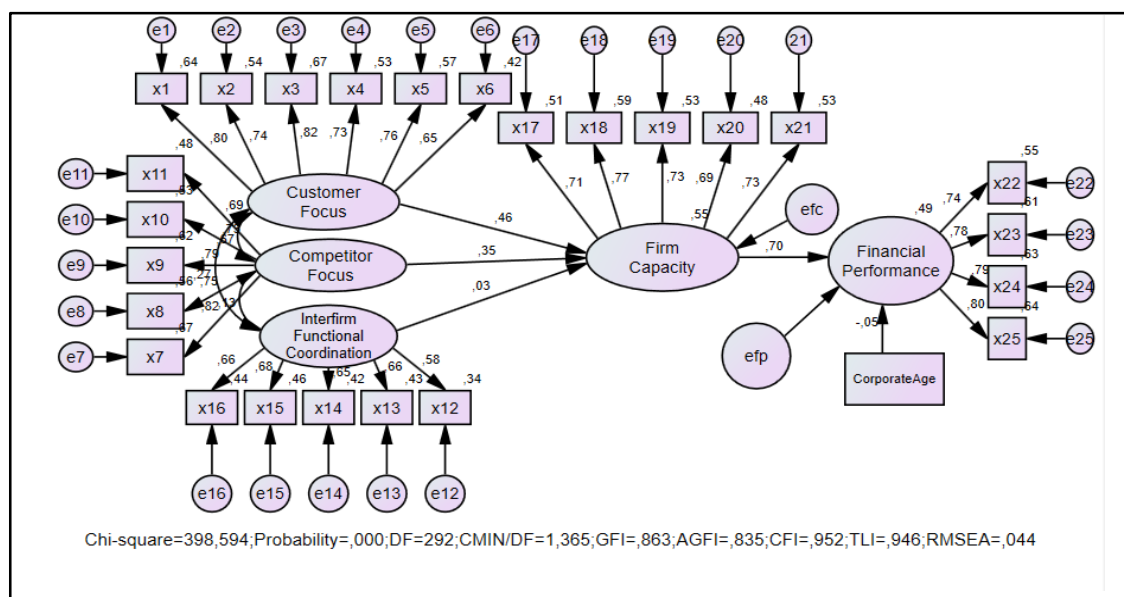 e1 e2 e3 e4 e5 e6 e17 e18 e19 e20 21
,64 ,54 ,67 ,53 ,57 ,42
x1 x2 x3 x4 x5 x6
,51 ,59 ,53 ,48 ,53
x17 x18 x19 x20 x21
,80 ,74 ,82 ,73 ,76 ,65
,71 ,77 ,73 ,69 ,73
,48
e11 x11
,53
e10 x10
,62
e9 x9
,56
e8 x8
,67
e7 x7
,69
,67
,79
,75
,82
,27
,13
Customer
Focus
Competitor
Focus
Interfirm
Functional
Coordination
,46
,35
,03
,55
Firm
Capacity
efc
,70
,49
Financial
Performance
efp
-,05
CorporateAge
,74 ,78 ,79 ,80
,55
x22 e22
,61
x23 e23
,63
x24 e24
,64
x25 e25
,66 ,68 ,65 ,66 ,58
,44 ,46 ,42 ,43 ,34
x16 x15 x14 x13 x12
e16 e15 e14 e13 e12
Chi-square=398,594;Probability=,000;DF=292;CMIN/DF=1,365;GFI=,863;AGFI=,835;CFI=,952;TLI=,946;RMSEA=,044